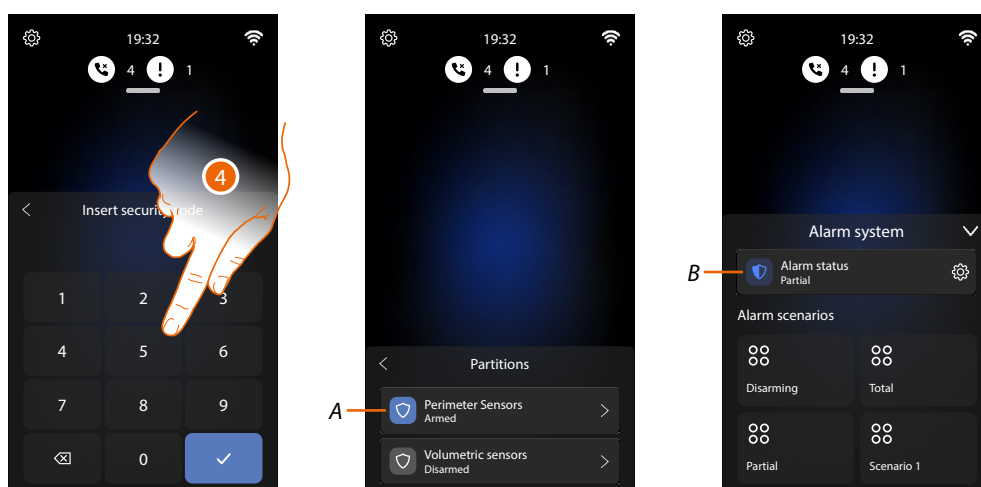 19:32
4 1
4
Insert security code
1 2 3
4 5 6
7 8 9
0
19:32
4 1
Partitions
A
Perimeter Sensors
Armed
Volumetric sensors
Disarmed
19:32
4 1
Alarm system
B
Alarm status
Partial
Alarm scenarios
Disarming Total
Partial Scenario 1